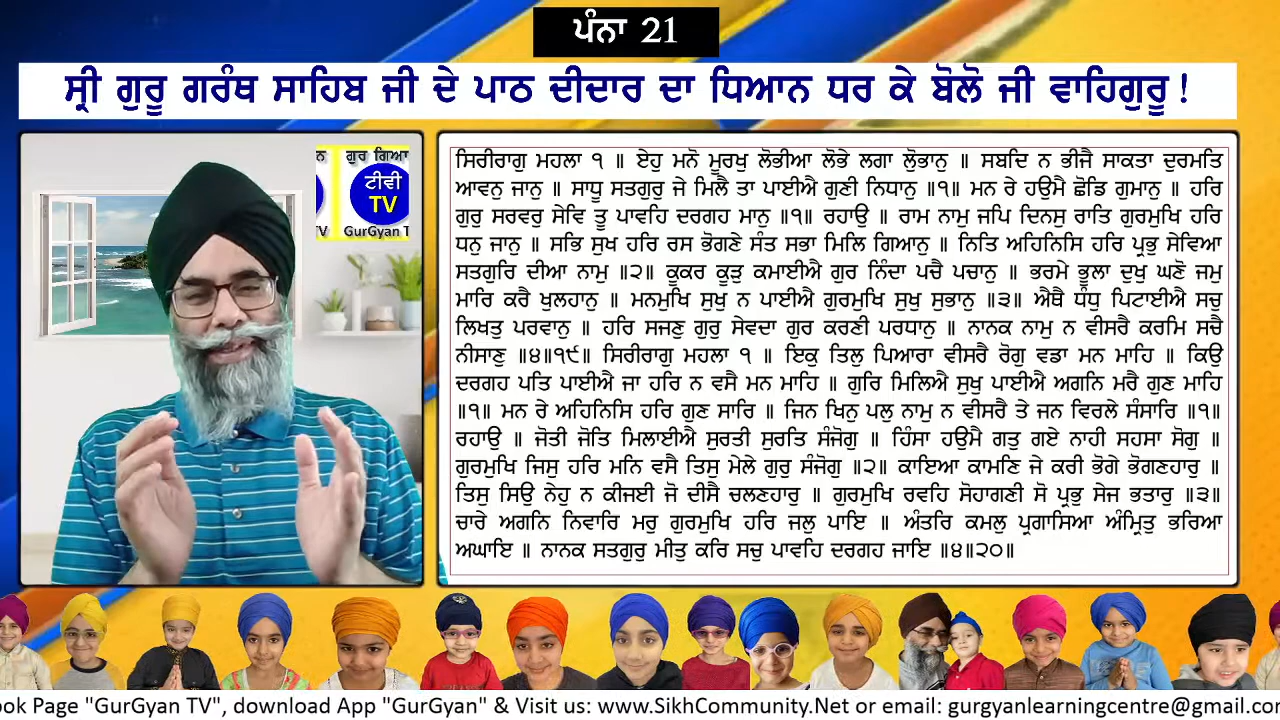 ਪੰਨਾ 21
ਸ੍ਰੀ ਗੁਰੂ ਗਰੰਥ ਸਾਹਿਬ ਜੀ ਦੇ ਪਾਠ ਦੀਦਾਰ ਦਾ ਧਿਆਨ ਧਰ ਕੇ ਬੋਲੋ ਜੀ ਵਾਹਿਗੁਰੂ!
ਗੁਰ ਗਿਆ
ਟੀਵੀ
TV
GurGyan T
ਸਿਰੀਰਾਗੁ ਮਹਲਾ ੧ ॥ ਏਹੁ ਮਨੋ ਮੂਰਖੁ ਲੋਭੀਆ ਲੋਭੇ ਲਗਾ ਲੋੁਭਾਨੁ ॥ ਸਬਦਿ ਨ ਭੀਜੈ ਸਾਕਤਾ ਦੁਰਮਤਿ
ਆਵਨੁ ਜਾਨੁ ॥ ਸਾਧੂ ਸਤਗੁਰੁ ਜੇ ਮਿਲੈ ਤਾ ਪਾਈਐ ਗੁਣੀ ਨਿਧਾਨੁ ॥੧॥ ਮਨ ਰੇ ਹਉਮੈ ਛੋਡਿ ਗੁਮਾਨੁ ॥ ਹਰਿ
ਗੁਰੁ ਸਰਵਰੁ ਸੇਵਿ ਤੂ ਪਾਵਹਿ ਦਰਗਹ ਮਾਨੁ ॥੧॥ ਰਹਾਉ ॥ ਰਾਮ ਨਾਮੁ ਜਪਿ ਦਿਨਸੁ ਰਾਤਿ ਗੁਰਮੁਖਿ ਹਰਿ
ਧਨੁ ਜਾਨੁ ॥ ਸਭਿ ਸੁਖ ਹਰਿ ਰਸ ਭੋਗਣੇ ਸੰਤ ਸਭਾ ਮਿਲਿ ਗਿਆਨੁ ॥ ਨਿਤਿ ਅਹਿਨਿਸਿ ਹਰਿ ਪ੍ਰਭੁ ਸੇਵਿਆ
ਸਤਗੁਰਿ ਦੀਆ ਨਾਮੁ ॥੨॥ ਕੂਕਰ ਕੂੜੁ ਕਮਾਈਐ ਗੁਰ ਨਿੰਦਾ ਪਚੈ ਪਚਾਨੁ ॥ ਭਰਮੇ ਭੂਲਾ ਦੁਖੁ ਘਣੋ ਜਮੁ
ਮਾਰਿ ਕਰੈ ਖੁਲਹਾਨੁ ॥ ਮਨਮੁਖਿ ਸੁਖੁ ਨ ਪਾਈਐ ਗੁਰਮੁਖਿ ਸੁਖੁ ਸੁਭਾਨੁ ॥੩॥ ਐਥੈ ਧੰਧੁ ਪਿਟਾਈਐ ਸਚੁ
ਲਿਖਤੁ ਪਰਵਾਨੁ ॥ ਹਰਿ ਸਜਣੁ ਗੁਰੁ ਸੇਵਦਾ ਗੁਰ ਕਰਣੀ ਪਰਧਾਨੁ ॥ ਨਾਨਕ ਨਾਮੁ ਨ ਵੀਸਰੈ ਕਰਮਿ ਸਚੈ
ਨੀਸਾਣੁ ॥੪॥੧੯॥ ਸਿਰੀਰਾਗੁ ਮਹਲਾ ੧ ॥ ਇਕੁ ਤਿਲੁ ਪਿਆਰਾ ਵੀਸਰੈ ਰੋਗੁ ਵਡਾ ਮਨ ਮਾਹਿ ॥ ਕਿਉ
ਦਰਗਹ ਪਤਿ ਪਾਈਐ ਜਾ ਹਰਿ ਨ ਵਸੈ ਮਨ ਮਾਹਿ ॥ ਗੁਰਿ ਮਿਲਿਐ ਸੁਖੁ ਪਾਈਐ ਅਗਨਿ ਮਰੈ ਗੁਣ ਮਾਹਿ
॥੧॥ ਮਨ ਰੇ ਅਹਿਨਿਸਿ ਹਰਿ ਗੁਣ ਸਾਰਿ ॥ ਜਿਨ ਖਿਨੁ ਪਲੁ ਨਾਮੁ ਨ ਵੀਸਰੈ ਤੇ ਜਨ ਵਿਰਲੇ ਸੰਸਾਰਿ ॥੧॥
ਰਹਾਉ ॥ ਜੋਤੀ ਜੋਤਿ ਮਿਲਾਈਐ ਸੁਰਤੀ ਸੁਰਤਿ ਸੰਜੋਗੁ ॥ ਹਿੰਸਾ ਹਉਮੈ ਗਤੁ ਗਏ ਨਾਹੀ ਸਹਸਾ ਸੋਗੁ ॥
ਗੁਰਮੁਖਿ ਜਿਸੁ ਹਰਿ ਮਨਿ ਵਸੈ ਤਿਸੁ ਮੇਲੇ ਗੁਰੁ ਸੰਜੋਗੁ ॥੨॥ ਕਾਇਆ ਕਾਮਣਿ ਜੇ ਕਰੀ ਭੋਗੇ ਭੋਗਣਹਾਰੁ ॥
ਤਿਸੁ ਸਿਉ ਨੇਹੁ ਨ ਕੀਜਈ ਜੋ ਦੀਸੈ ਚਲਣਹਾਰੁ ॥ ਗੁਰਮੁਖਿ ਰਵਹਿ ਸੋਹਾਗਣੀ ਸੋ ਪ੍ਰਭੁ ਸੇਜ ਭਤਾਰੁ ॥੩॥
ਚਾਰੇ ਅਗਨਿ ਨਿਵਾਰਿ ਮਰੁ ਗੁਰਮੁਖਿ ਹਰਿ ਜਲੁ ਪਾਇ ॥ ਅੰਤਰਿ ਕਮਲੁ ਪ੍ਰਗਾਸਿਆ ਅੰਮ੍ਰਿਤੁ ਭਰਿਆ
ਅਘਾਇ ॥ ਨਾਨਕ ਸਤਗੁਰੁ ਮੀਤੁ ਕਰਿ ਸਚੁ ਪਾਵਹਿ ਦਰਗਹ ਜਾਇ ॥੪॥੨੦॥
ook Page "GurGyan TV", download App "GurGyan" & Visit us: www.SikhCommunity.Net or email: gurgyanlearningcentre@gmail.com